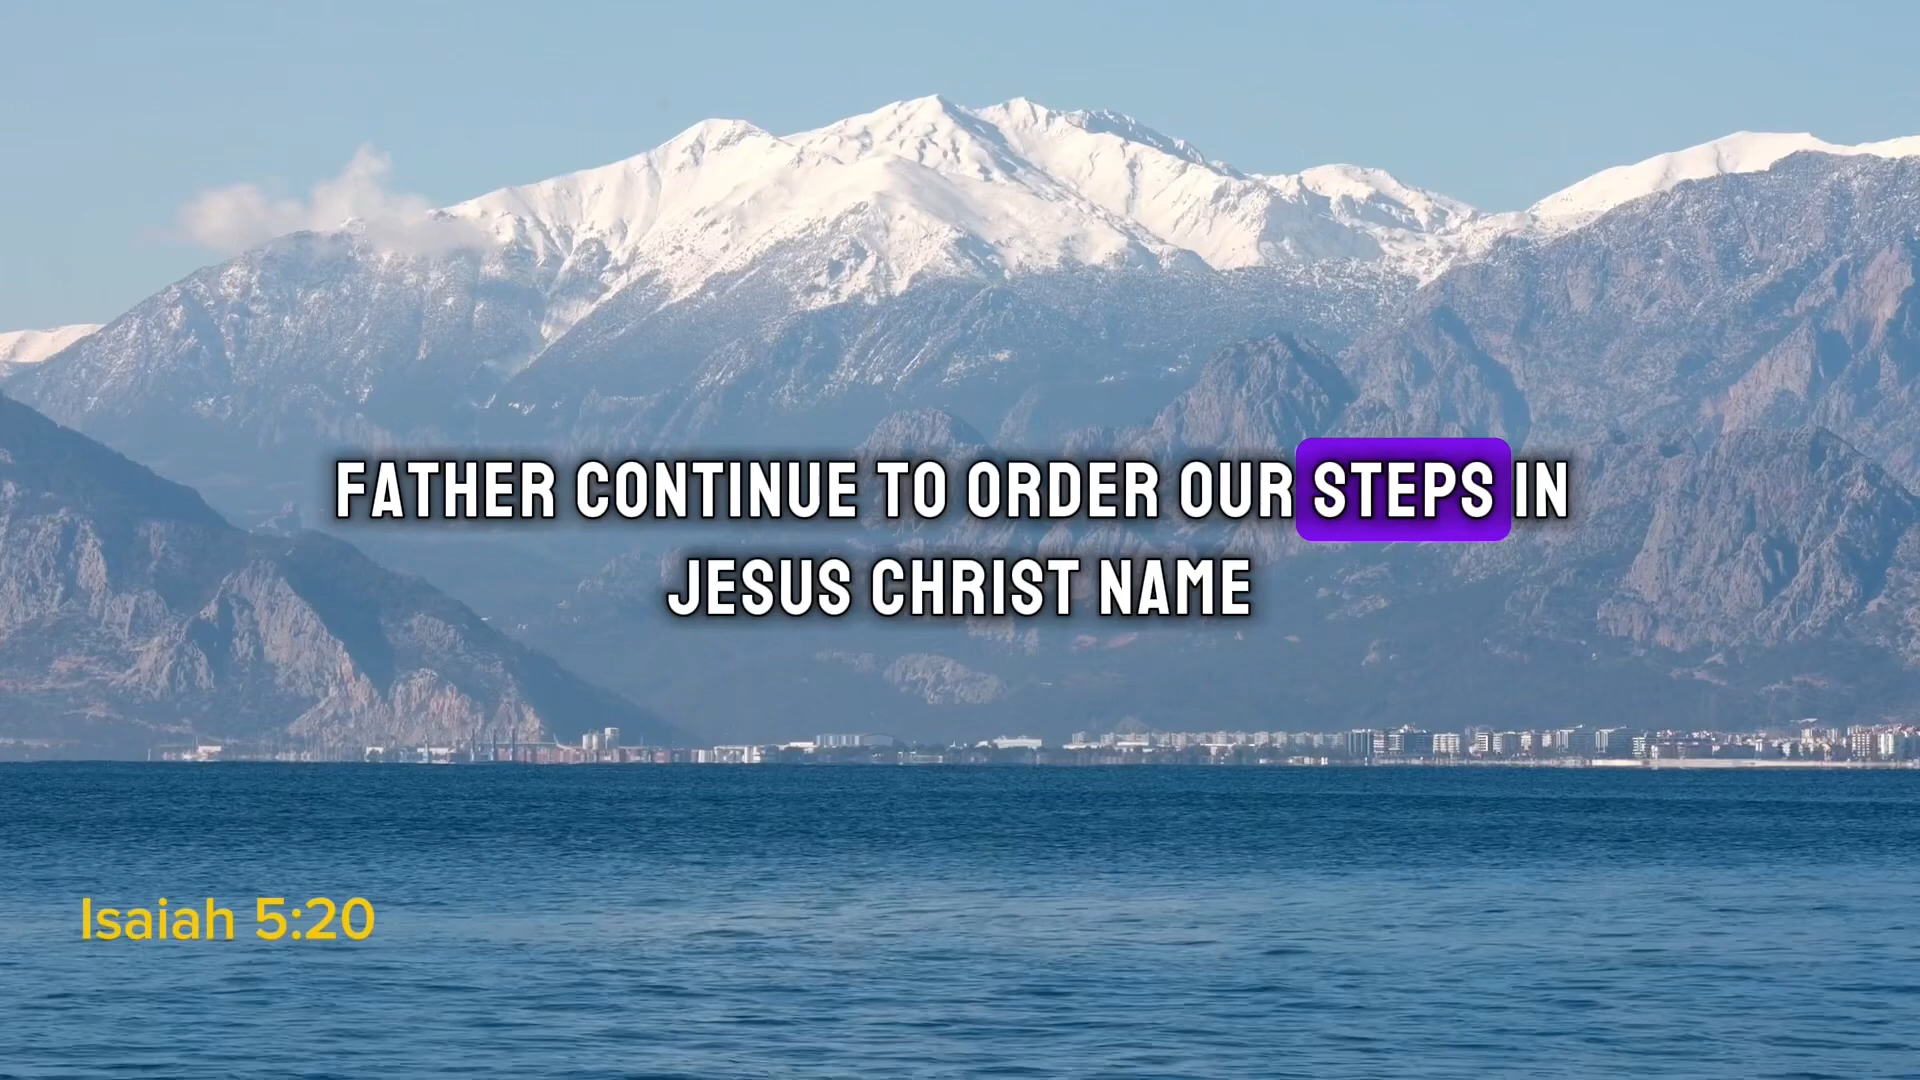 FATHER CONTINUE TO ORDER OUR STEPS IN
JESUS CHRIST NAME
Isaiah 5:20